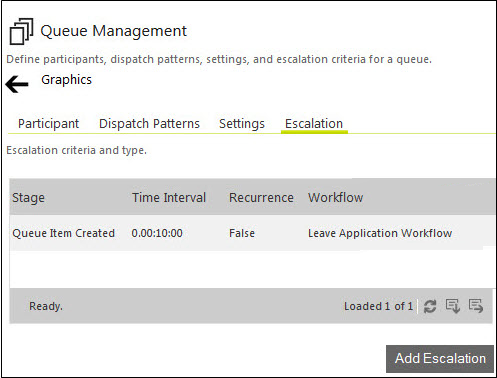 Queue Management
Define participants, dispatch patterns, settings, and escalation criteria for a queue.
Graphics
Participant Dispatch Patterns Settings Escalation
Escalation criteria and type.
Stage Time Interval Recurrence Workflow
Queue Item Created 0.00:10:00 False Leave Application Workflow
Ready. Loaded 1 of 1
Add Escalation